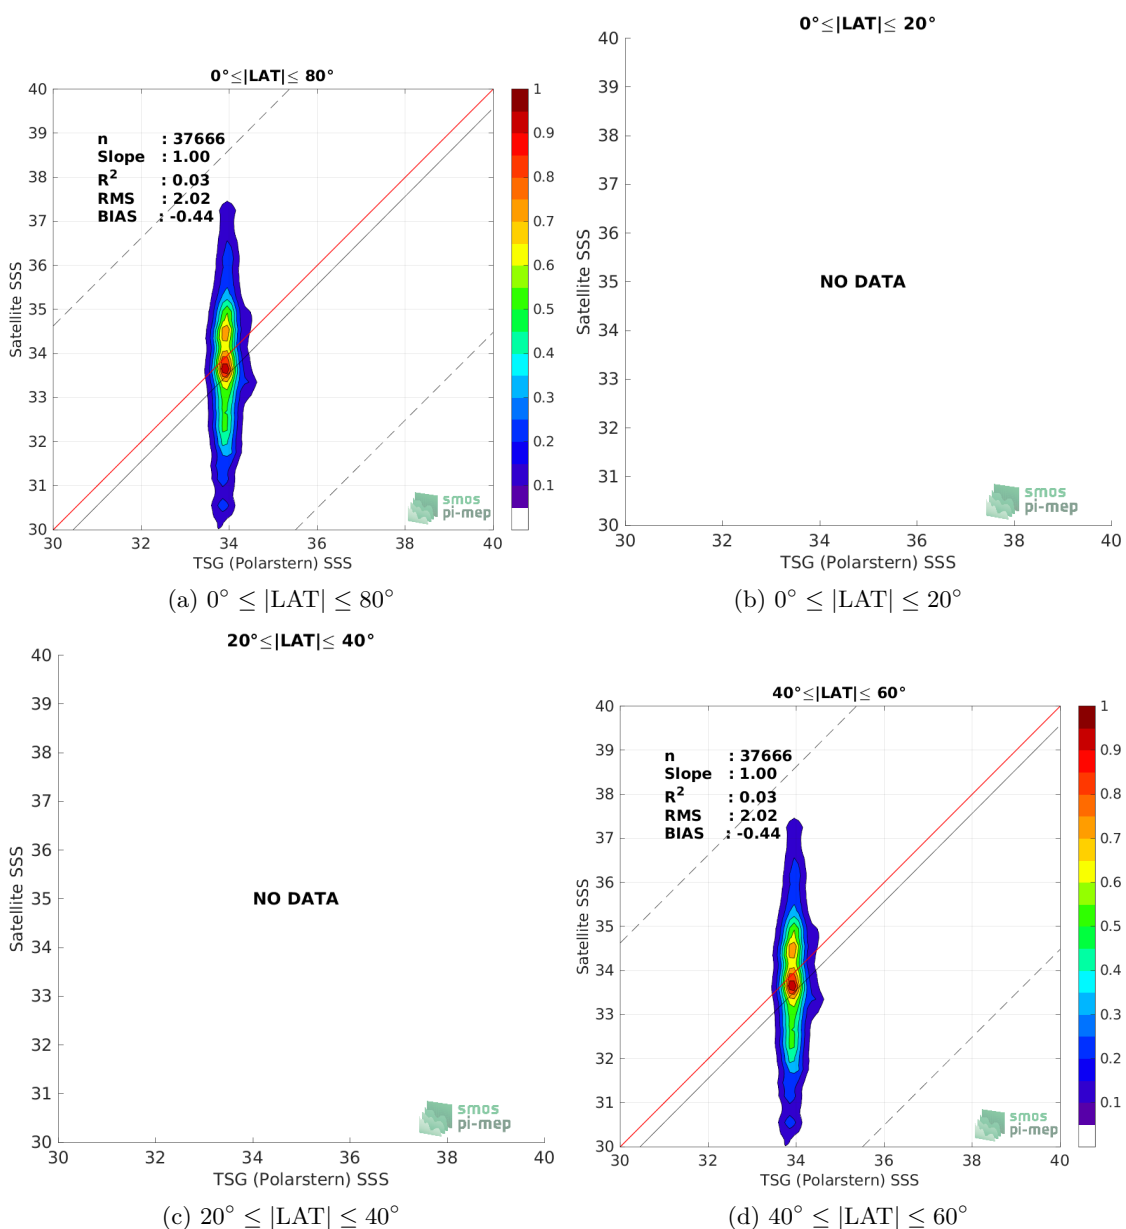 0°≤|LAT|≤ 80°
40
39
38
37
36
35
34
33
32
31
30
Satellite SSS
n : 37666
Slope : 1.00
R² : 0.03
RMS : 2.02
BIAS : -0.44
smos
pi-mep
30 32 34 36 38 40
TSG (Polarstern) SSS
1
0.9
0.8
0.7
0.6
0.5
0.4
0.3
0.2
0.1
(a) 0° ≤ |LAT| ≤ 80°
0°≤|LAT|≤ 20°
40
39
38
37
36
35
34
33
32
31
30
Satellite SSS
NO DATA
smos
pi-mep
30 32 34 36 38 40
TSG (Polarstern) SSS
(b) 0° ≤ |LAT| ≤ 20°
20°≤|LAT|≤ 40°
40
39
38
37
36
35
34
33
32
31
30
Satellite SSS
NO DATA
smos
pi-mep
30 32 34 36 38 40
TSG (Polarstern) SSS
(c) 20° ≤ |LAT| ≤ 40°
40°≤|LAT|≤ 60°
40
39
38
37
36
35
34
33
32
31
30
Satellite SSS
n : 37666
Slope : 1.00
R² : 0.03
RMS : 2.02
BIAS : -0.44
smos
pi-mep
30 32 34 36 38 40
TSG (Polarstern) SSS
1
0.9
0.8
0.7
0.6
0.5
0.4
0.3
0.2
0.1
(d) 40° ≤ |LAT| ≤ 60°